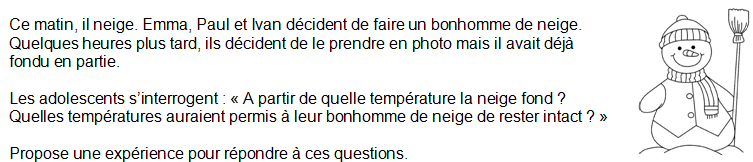 Ce matin, il neige. Emma, Paul et Ivan décident de faire un bonhomme de neige.
Quelques heures plus tard, ils décident de le prendre en photo mais il avait déjà
fondu en partie.
Les adolescents s'interrogent : « A partir de quelle température la neige fond ?
Quelles températures auraient permis à leur bonhomme de neige de rester intact ? »
Propose une expérience pour répondre à ces questions.